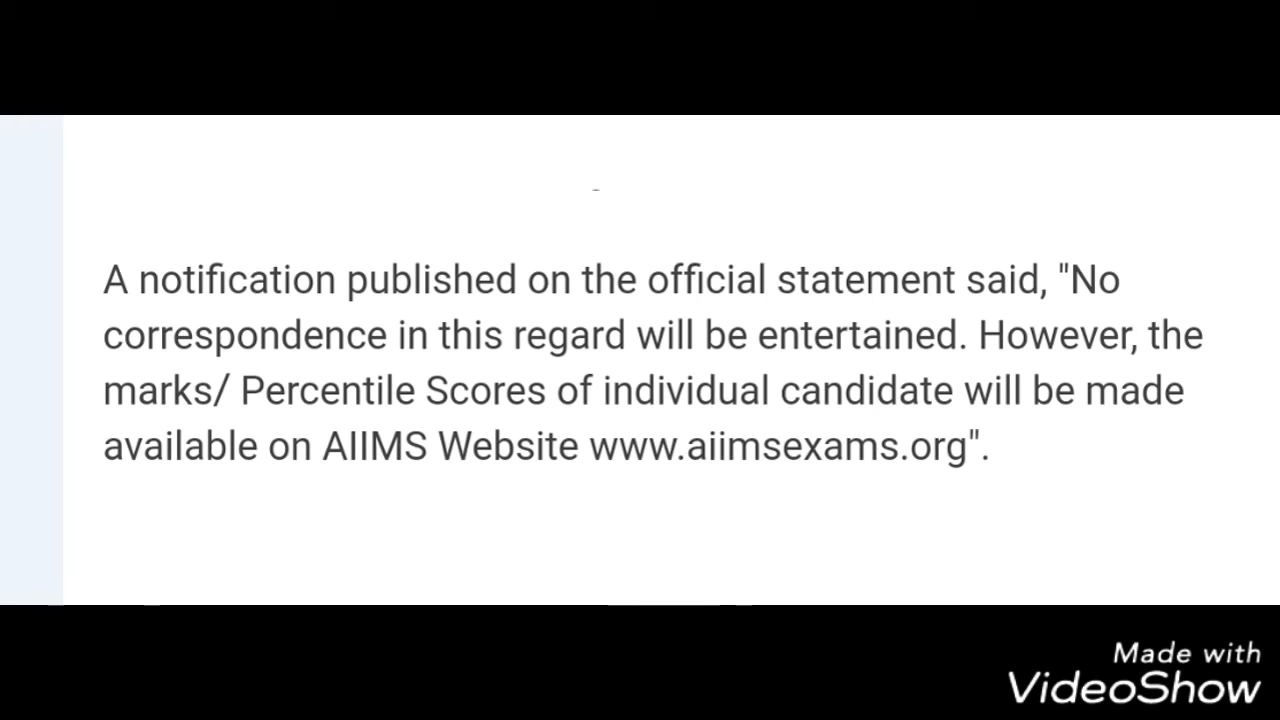 A notification published on the official statement said, "No
correspondence in this regard will be entertained. However, the
marks/ Percentile Scores of individual candidate will be made
available on AIIMS Website www.aiimsexams.org".
Made with
VideoShow